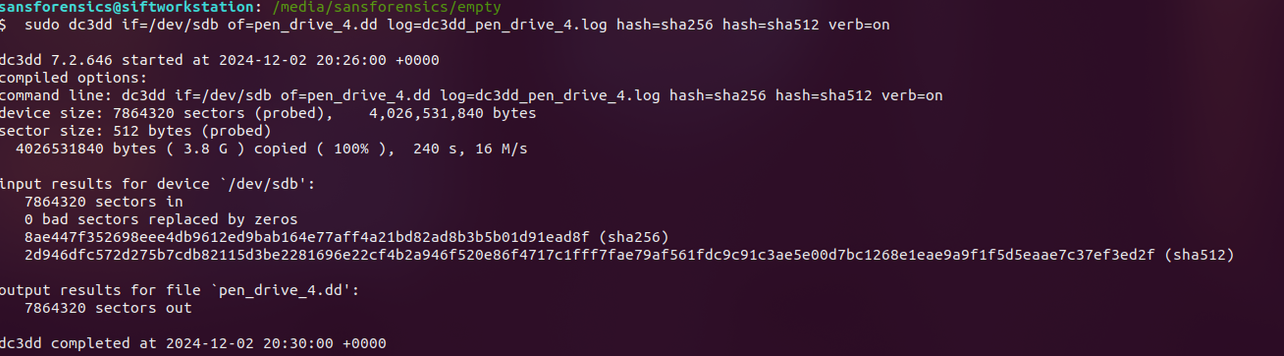 sansforensics@siftworkstation: /media/sansforensics/empty
$ sudo dc3dd if=/dev/sdb of=pen_drive_4.dd log=dc3dd_pen_drive_4.log hash=sha256 hash=sha512 verb=on
dc3dd 7.2.646 started at 2024-12-02 20:26:00 +0000
compiled options:
command line: dc3dd if=/dev/sdb of=pen_drive_4.dd log=dc3dd_pen_drive_4.log hash=sha256 hash=sha512 verb=on
device size: 7864320 sectors (probed),    4,026,531,840 bytes
sector size: 512 bytes (probed)
4026531840 bytes ( 3.8 G ) copied ( 100% ),  240 s, 16 M/s
input results for device `/dev/sdb':
7864320 sectors in
0 bad sectors replaced by zeros
8ae447f352698eee4db9612ed9bab164e77aff4a21bd82ad8b3b5b01d91ead8f (sha256)
2d946dfc572d275b7cdb82115d3be2281696e22cf4b2a946f520e86f4717c1fff7fae79af561fdc9c91c3ae5e00d7bc1268e1eae9a9f1f5d5eaae7c37ef3ed2f (sha512)
output results for file `pen_drive_4.dd':
7864320 sectors out
dc3dd completed at 2024-12-02 20:30:00 +0000